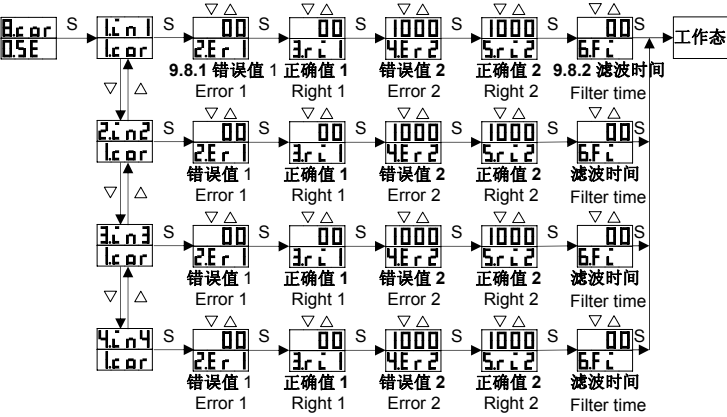 8.cor S 1.in1 S 00 S 00 S 1000 S 1000 S 00 S 工作态
0.SE 1.cor 2.Er1 3.ri1 4.Er2 5.ri2 6.Fi
9.8.1 错误值 1 正确值 1 错误值 2 正确值 2 9.8.2 滤波时间
▽ △ Error 1 Right 1 Error 2 Right 2 Filter time
2.in2 S 00 S 00 S 1000 S 1000 S 00 S
1.cor 2.Er1 3.ri1 4.Er2 5.ri2 6.Fi
错误值 1 正确值 1 错误值 2 正确值 2 滤波时间
▽ △ Error 1 Right 1 Error 2 Right 2 Filter time
3.in3 S 00 S 00 S 1000 S 1000 S 00 S
1.cor 2.Er1 3.ri1 4.Er2 5.ri2 6.Fi
错误值 1 正确值 1 错误值 2 正确值 2 滤波时间
▽ △ Error 1 Right 1 Error 2 Right 2 Filter time
4.in4 S 00 S 00 S 1000 S 1000 S 00 S
1.cor 2.Er1 3.ri1 4.Er2 5.ri2 6.Fi
错误值 1 正确值 1 错误值 2 正确值 2 滤波时间
Error 1 Right 1 Error 2 Right 2 Filter time